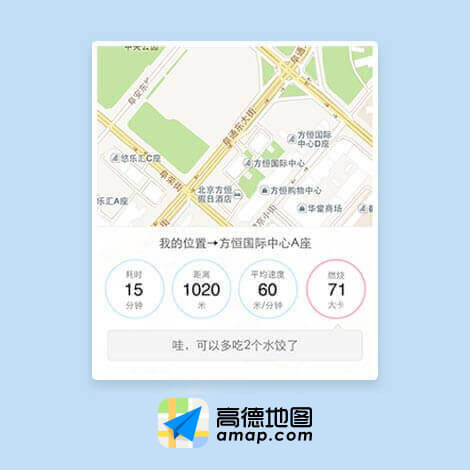 阜安东街
阜通东大街
方恒国际
中心D座
悠乐汇C座
方恒国际中心
阜荣街
北京方恒
假日酒店
方恒购物中心
乐汇A座
华堂商场
我的位置→方恒国际中心A座
耗时
15
分钟
距离
1020
米
平均速度
60
米/分钟
燃烧
71
大卡
哇，可以多吃2个水饺了
高德地图
amap.com